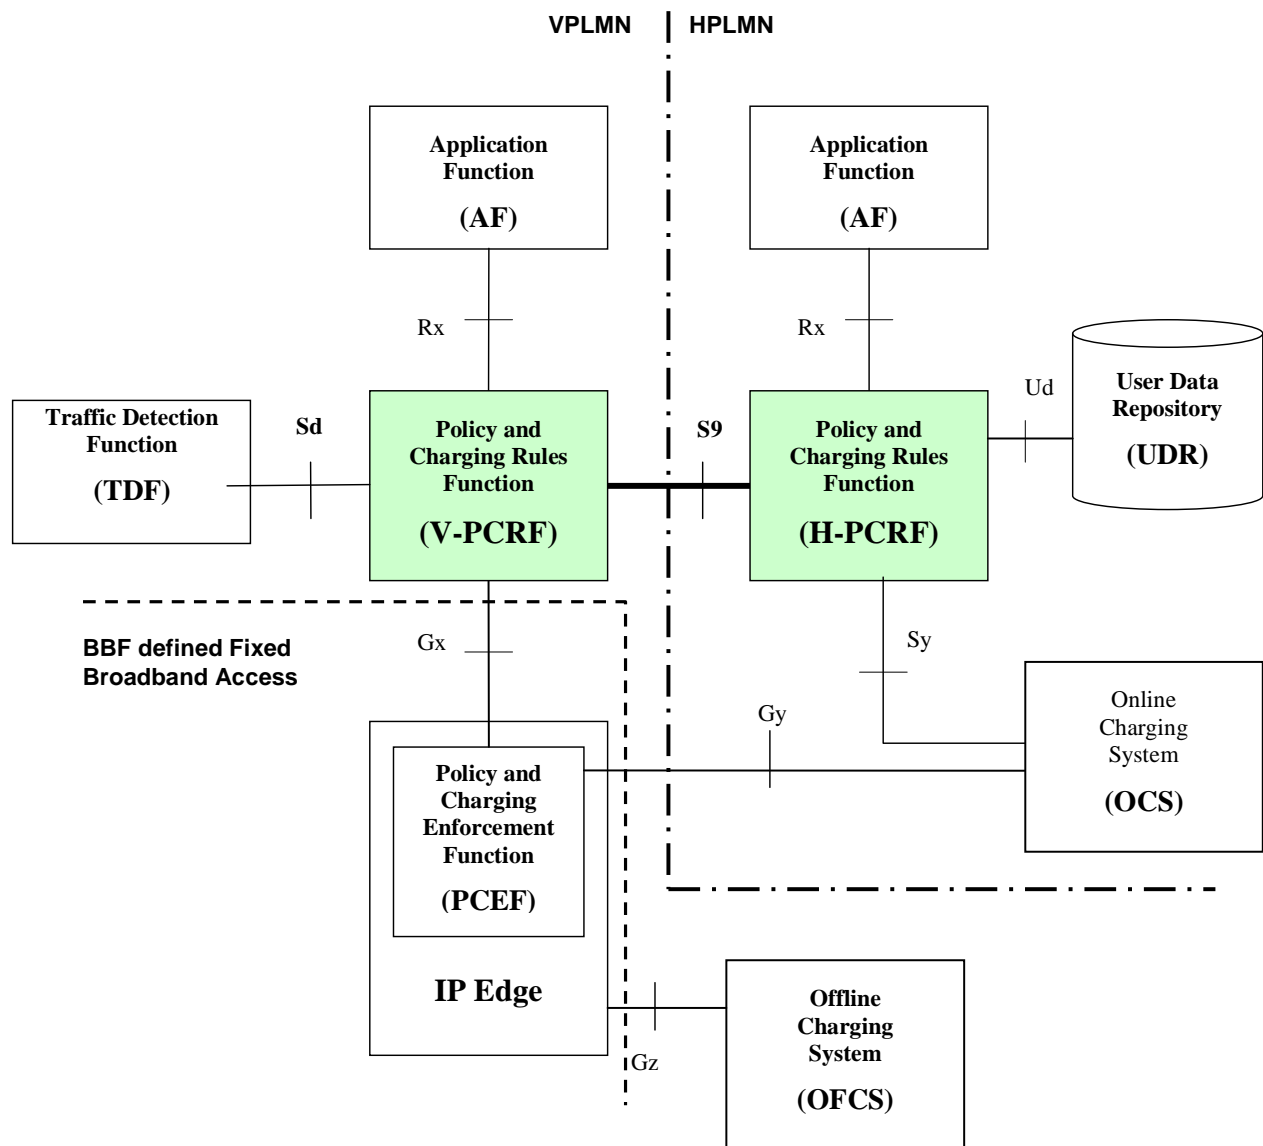 VPLMN
HPLMN
Application
Function
(AF)
Application
Function
(AF)
Rx
Rx
Traffic Detection
Function
(TDF)
Sd
Policy and
Charging Rules
Function
(V-PCRF)
S9
Policy and
Charging Rules
Function
(H-PCRF)
Ud
User Data
Repository
(UDR)
BBF defined Fixed
Broadband Access
Gx
Sy
Gy
Online
Charging
System
(OCS)
Policy and
Charging
Enforcement
Function
(PCEF)
IP Edge
Gz
Offline
Charging
System
(OFCS)